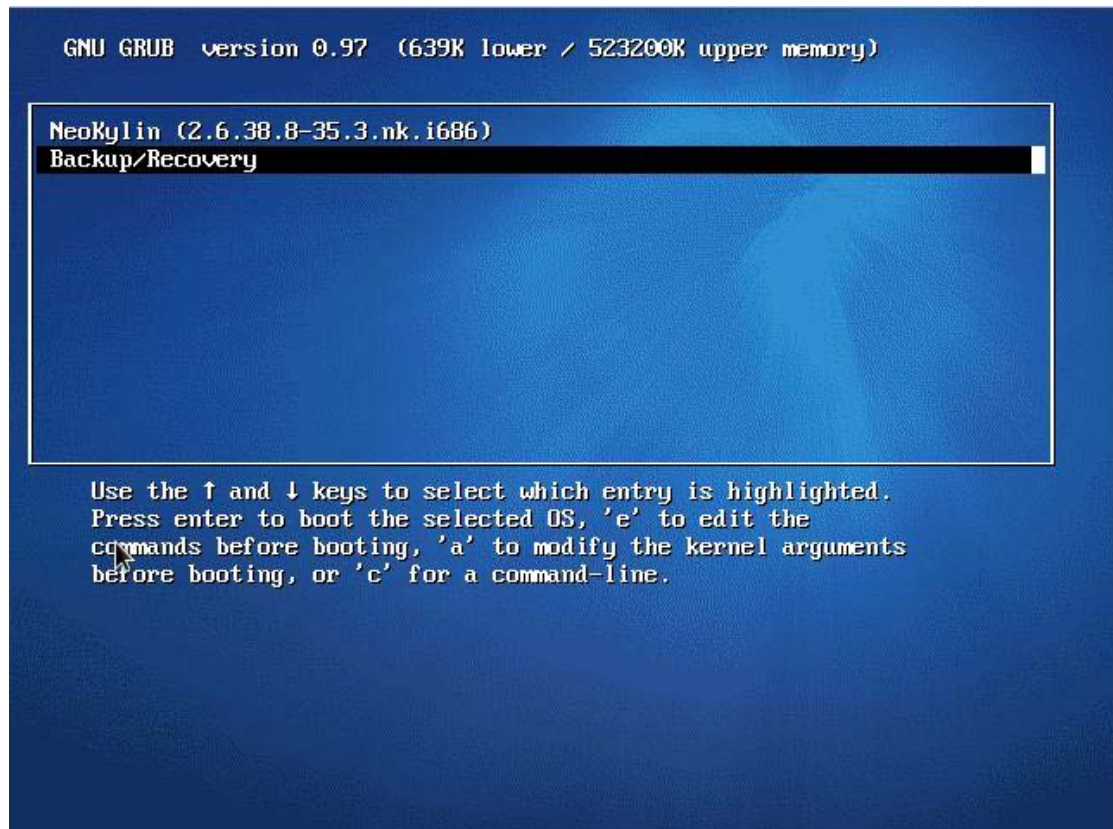 GNU GRUB version 0.97 (639K lower / 523200K upper memory)
NeoKylin (2.6.38.8-35.3.nk.i686)
Backup/Recovery
Use the ↑ and ↓ keys to select which entry is highlighted.
Press enter to boot the selected OS, 'e' to edit the
commands before booting, 'a' to modify the kernel arguments
before booting, or 'c' for a command-line.